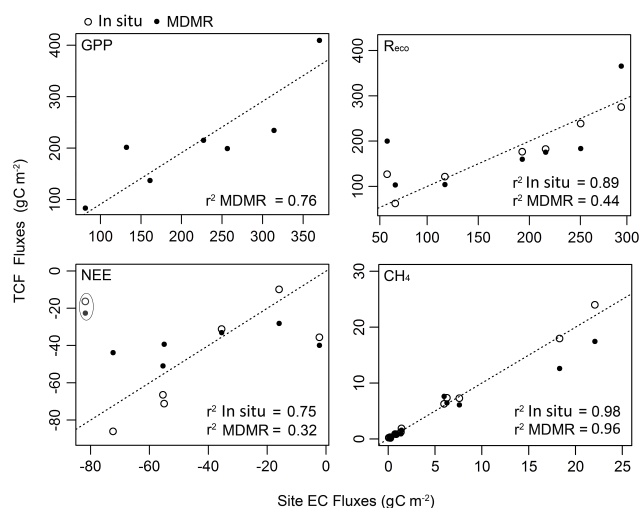 In situ MDMR
GPP
400
300
200
100
r² MDMR = 0.76
100 150 200 250 300 350
Reco
400
300
200
100
r² In situ = 0.89
r² MDMR = 0.44
50 100 150 200 250 300
NEE
0
-20
-40
-60
-80
r² In situ = 0.75
r² MDMR = 0.32
-80 -60 -40 -20 0
CH₄
30
20
10
0
r² In situ = 0.98
r² MDMR = 0.96
0 5 10 15 20 25
TCF Fluxes (gC m⁻²)
Site EC Fluxes (gC m⁻²)